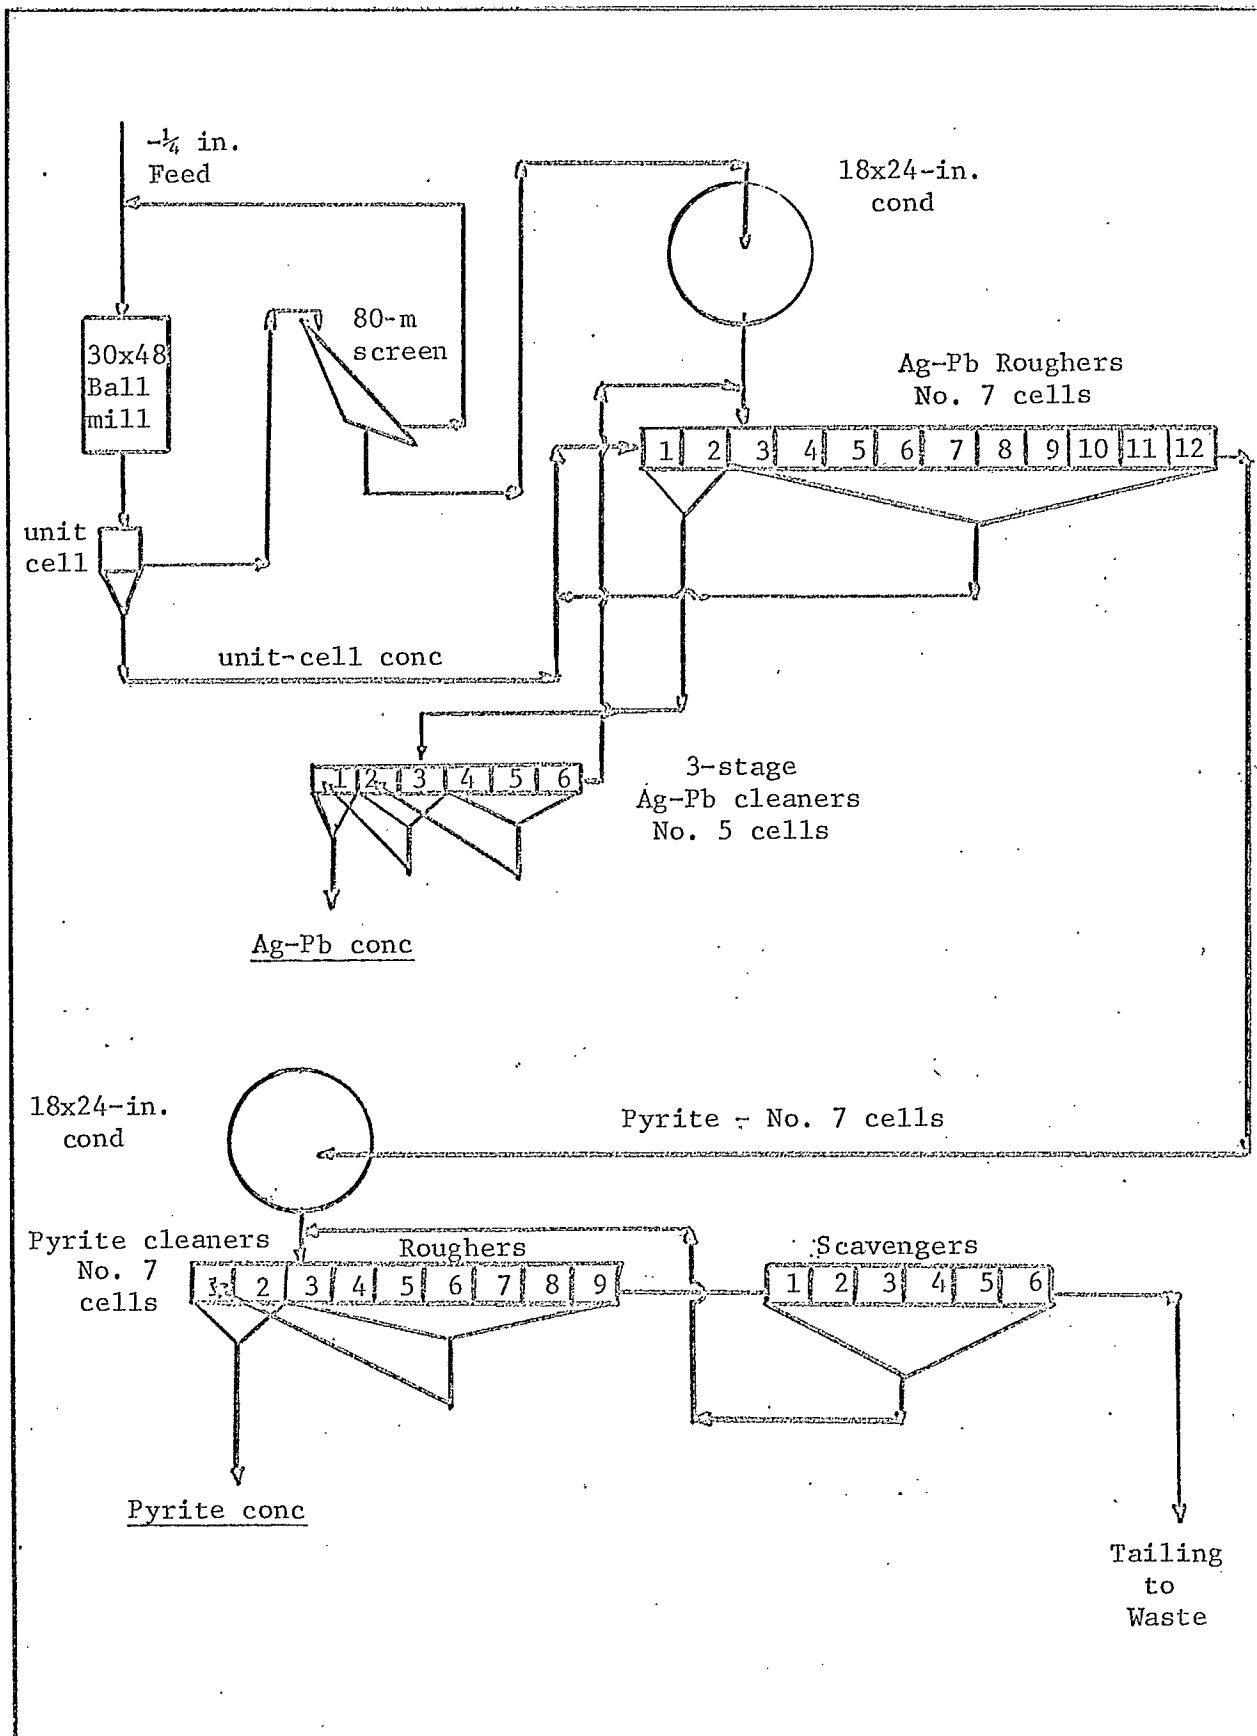 -¼ in.
Feed
18x24-in.
cond
80-m
screen
30x48
Ball
mill
Ag-Pb Roughers
No. 7 cells
1 2 3 4 5 6 7 8 9 10 11 12
unit
cell
unit-cell conc
1 2 3 4 5 6
3-stage
Ag-Pb cleaners
No. 5 cells
Ag-Pb conc
18x24-in.
cond
Pyrite - No. 7 cells
Pyrite cleaners
No. 7
cells
Roughers
Scavengers
2 3 4 5 6 7 8 9
1 2 3 4 5 6
Pyrite conc
Tailing
to
Waste